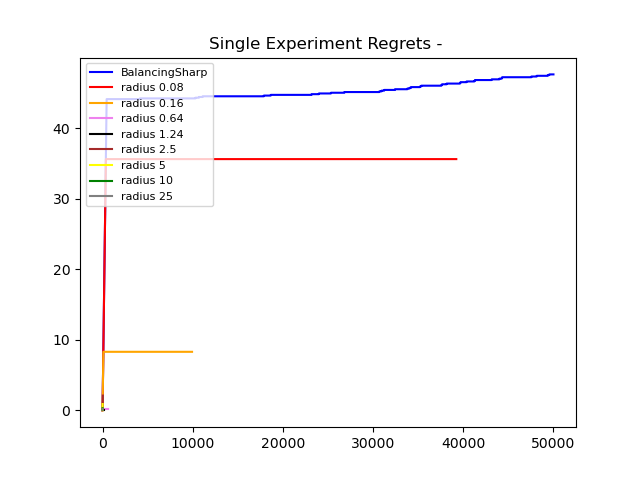 Single Experiment Regrets -
BalancingSharp
radius 0.08
radius 0.16
radius 0.64
radius 1.24
radius 2.5
radius 5
radius 10
radius 25
40
30
20
10
0
0 10000 20000 30000 40000 50000